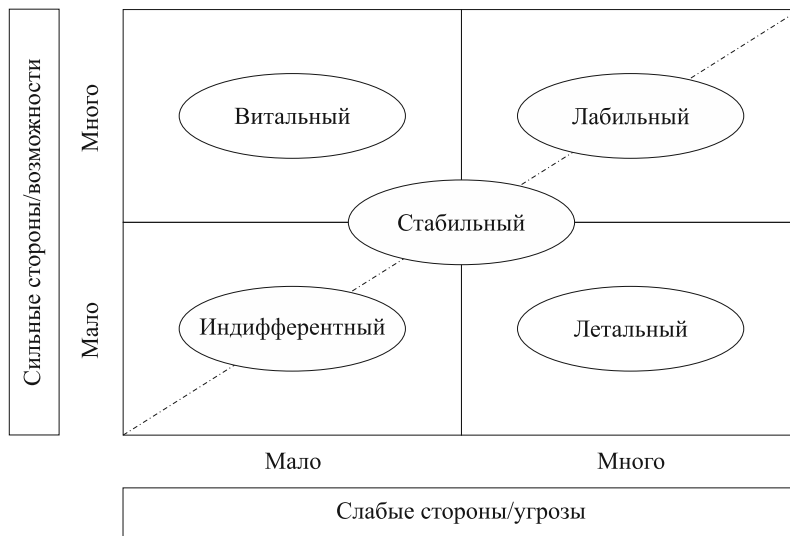 Сильные стороны/возможности
Много
Мало
Витальный
Лабильный
Стабильный
Индифферентный
Летальный
Мало
Много
Слабые стороны/угрозы